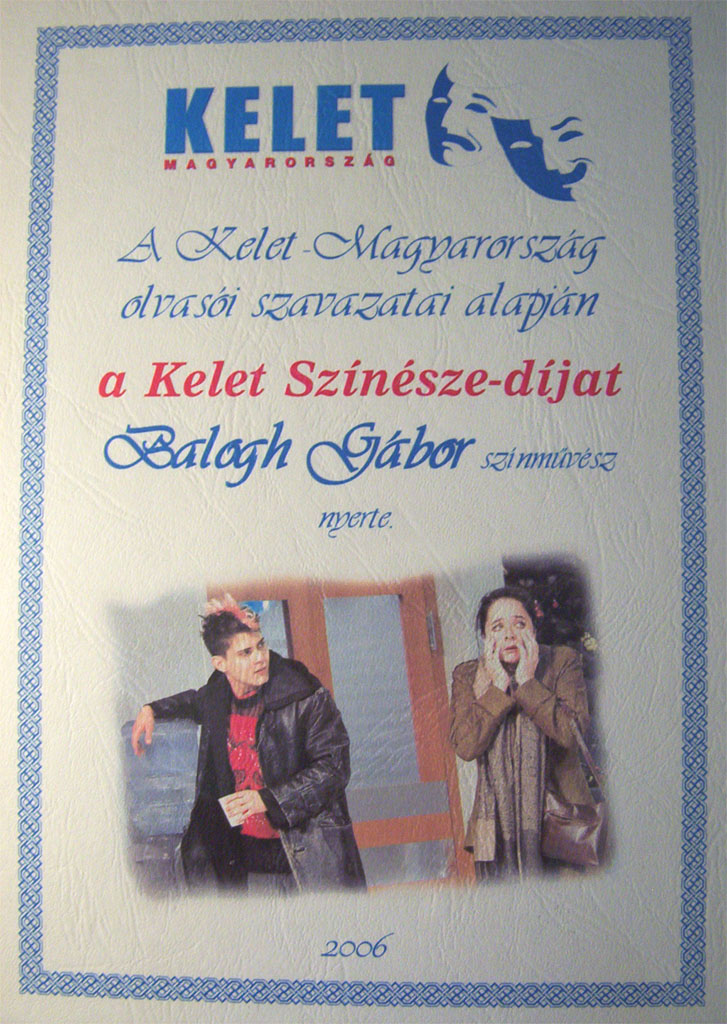 KELET
MAGYARORSZÁG
A Kelet-Magyarország
olvasói szavazatai alapján
a Kelet Színésze-díjat
Balogh Gábor színművész
nyerte.
2006